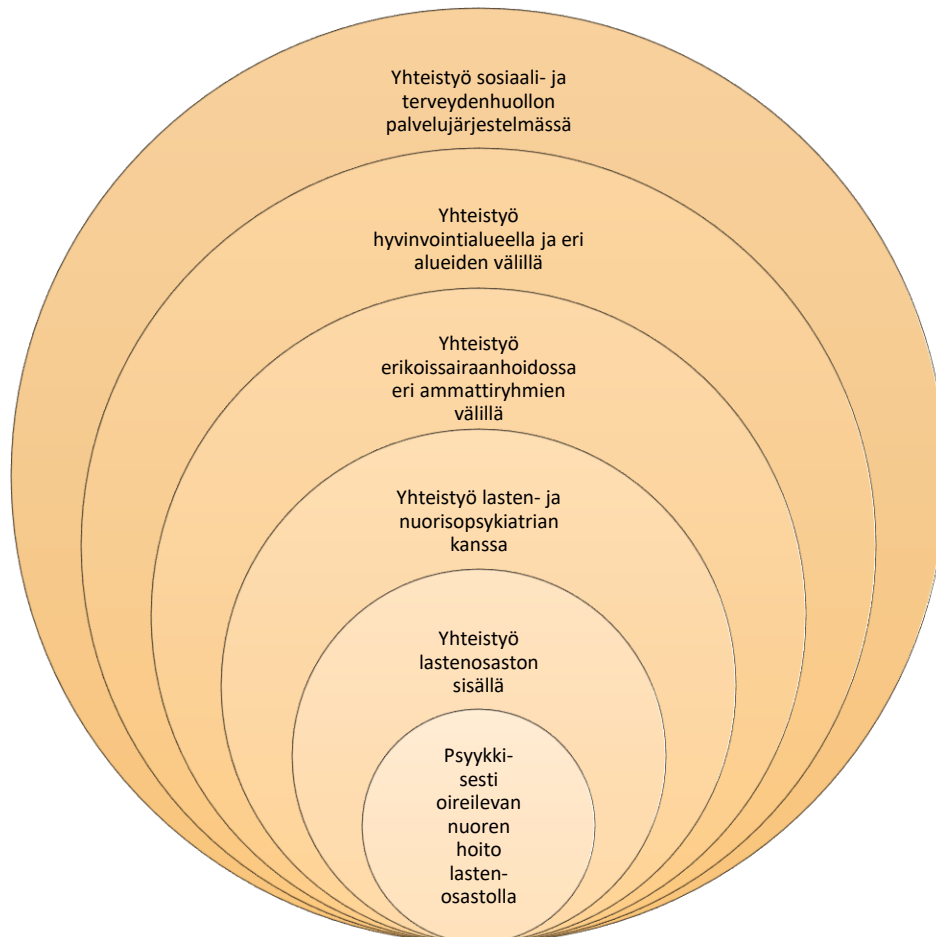 Yhteistyö sosiaali- ja
terveydenhuollon
palvelujärjestelmässä
Yhteistyö
hyvinvointialueella ja eri
alueiden välillä
Yhteistyö
erikoissairaanhoidossa
eri ammattiryhmien
välillä
Yhteistyö lasten- ja
nuorisopsykiatrian
kanssa
Yhteistyö
lastenosaston
sisällä
Psyykki-
sesti
oireilevan
nuoren
hoito
lasten-
osastolla